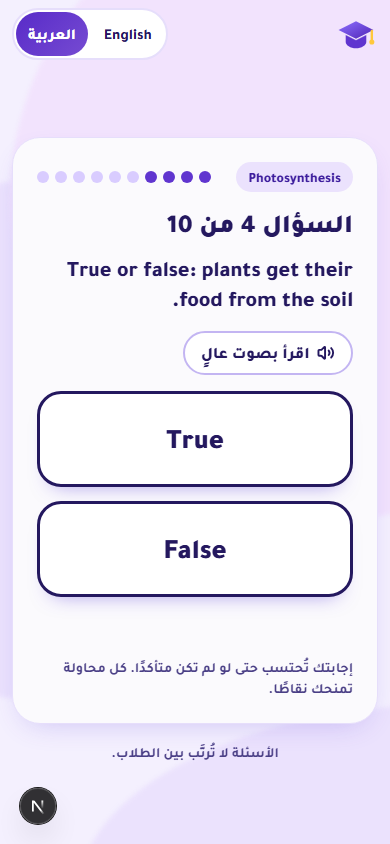 العربية
English
Photosynthesis
السؤال 4 من 10
True or false: plants get their
food from the soil.
اقرأ بصوت عالٍ
True
False
إجابتك تُحتسب حتى لو لم تكن متأكدًا. كل محاولة
تمنحك نقاطًا.
الأسئلة لا تُرتَّب بين الطلاب.
N